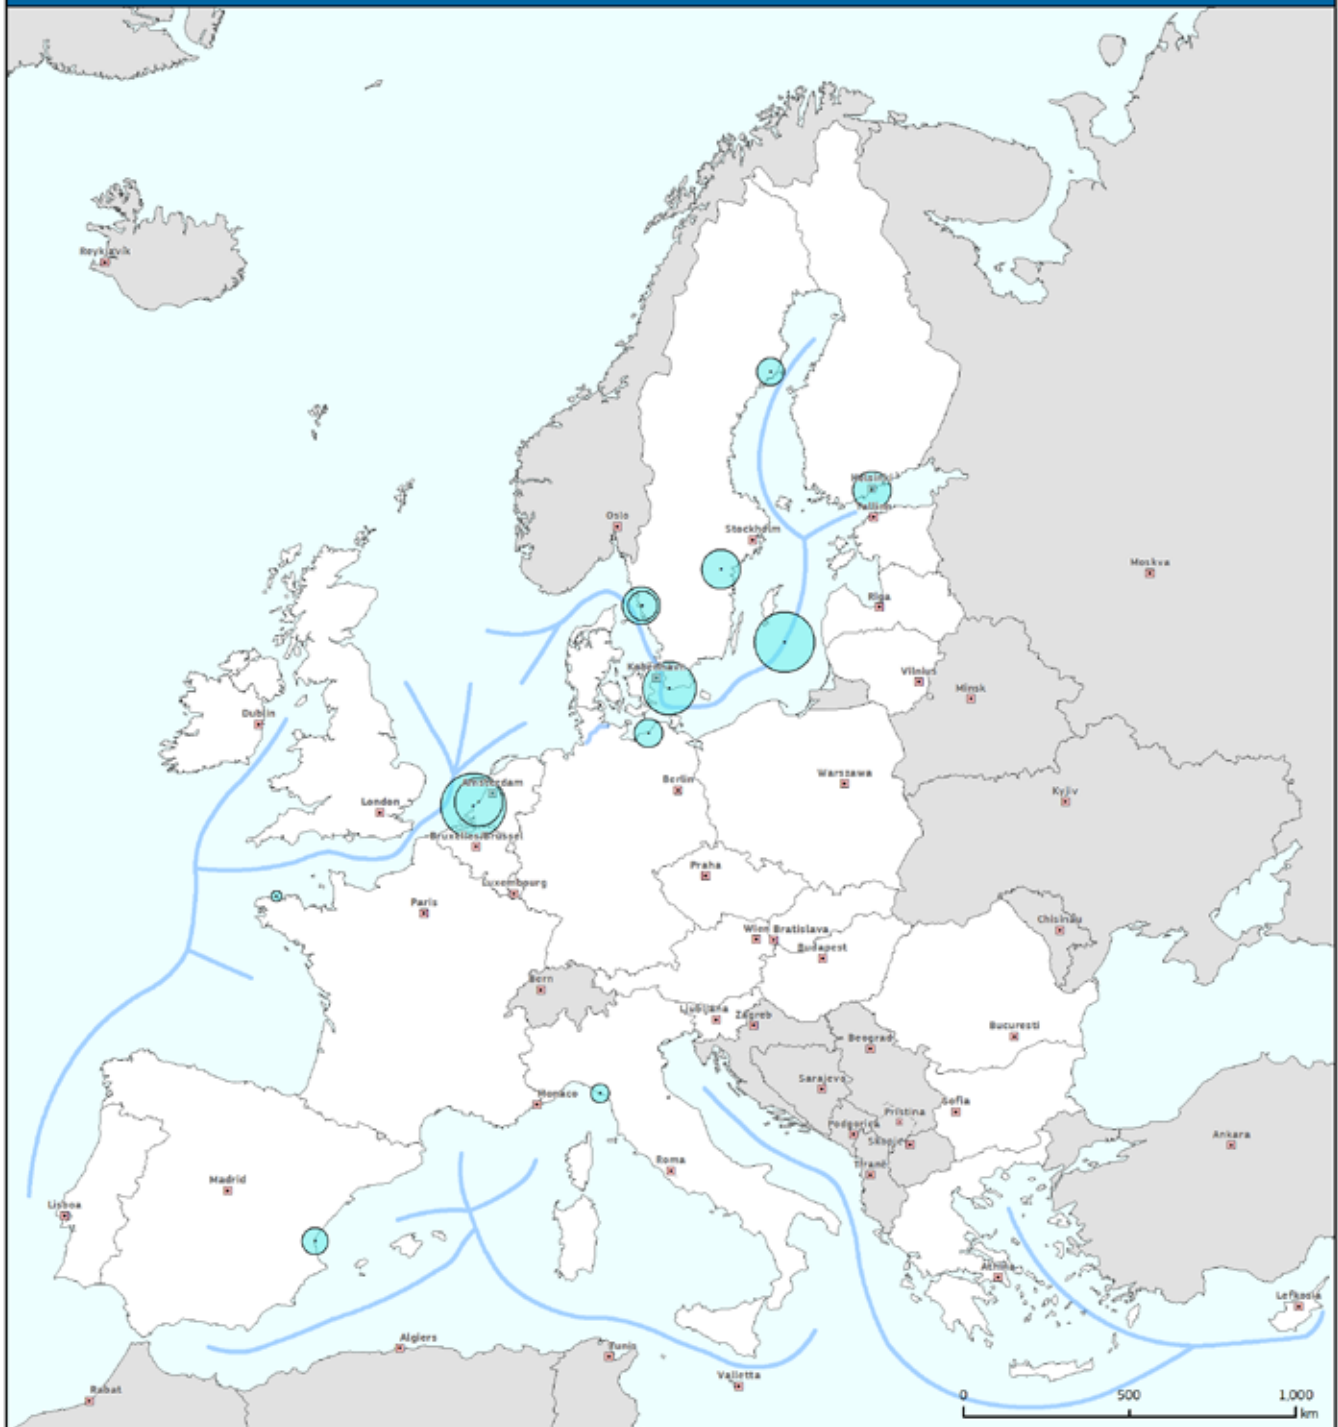 Reykjavik
Helsinki
Tallinn
Oslo
Stockholm
Moskva
Riga
København
Vilnius
Minsk
Dublin
Amsterdam
Berlin
Warszawa
London
Kyiv
Bruxelles/Brussel
Praha
Luxembourg
Paris
Wien Bratislava
Chisinau
Budapest
Bern
Ljubljana Zagreb
Bucuresti
Beograd
Sarajevo
Monaco
Sofia
Pristina
Podgorica
Ankara
Skopje
Roma
Tiranë
Madrid
Lisboa
Athina
Lefkosia
Algiers
Tunis
Valletta
Rabat
0 500 1,000
km